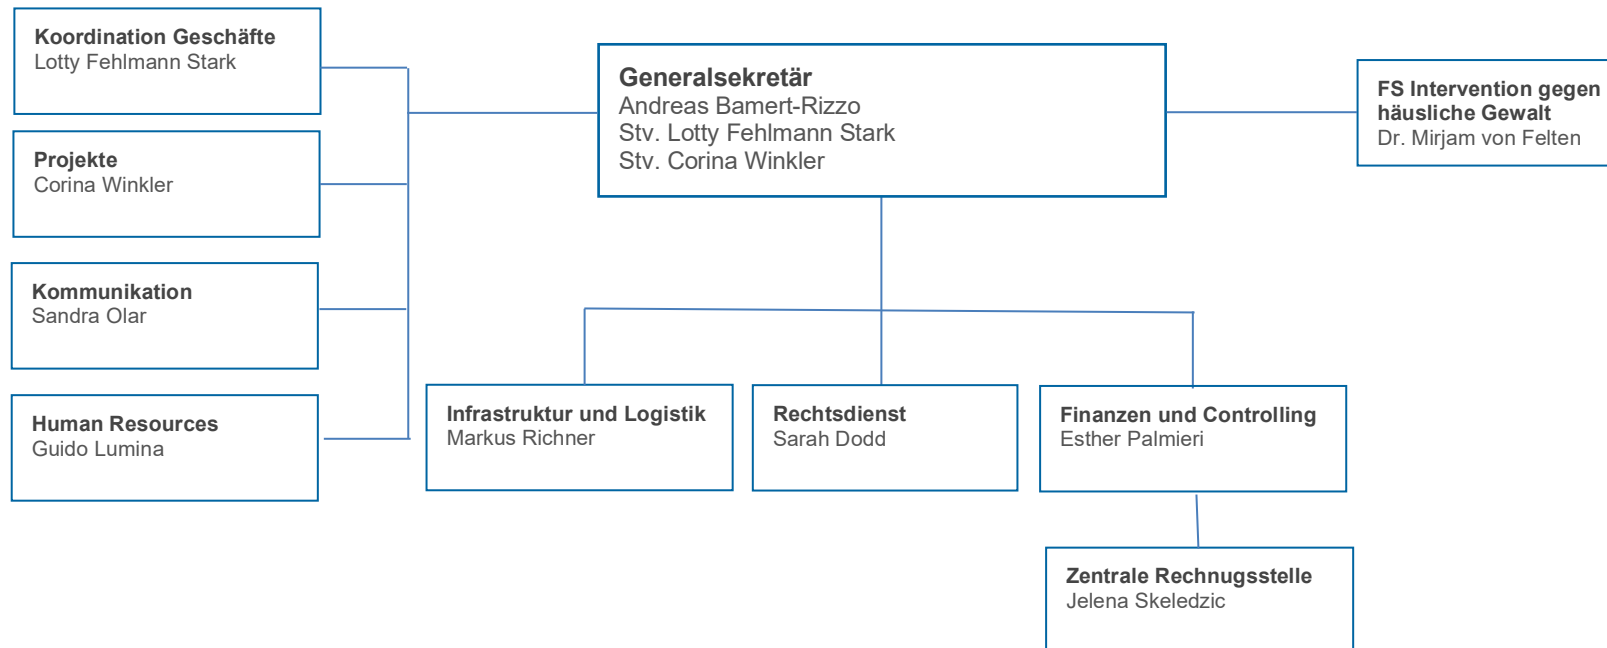 Koordination Geschäfte
Lotty Fehlmann Stark
Projekte
Corina Winkler
Kommunikation
Sandra Olar
Human Resources
Guido Lumina
Generalsekretär
Andreas Bamert-Rizzo
Stv. Lotty Fehlmann Stark
Stv. Corina Winkler
FS Intervention gegen
häusliche Gewalt
Dr. Mirjam von Felten
Infrastruktur und Logistik
Markus Richner
Rechtsdienst
Sarah Dodd
Finanzen und Controlling
Esther Palmieri
Zentrale Rechnugsstelle
Jelena Skeledzic